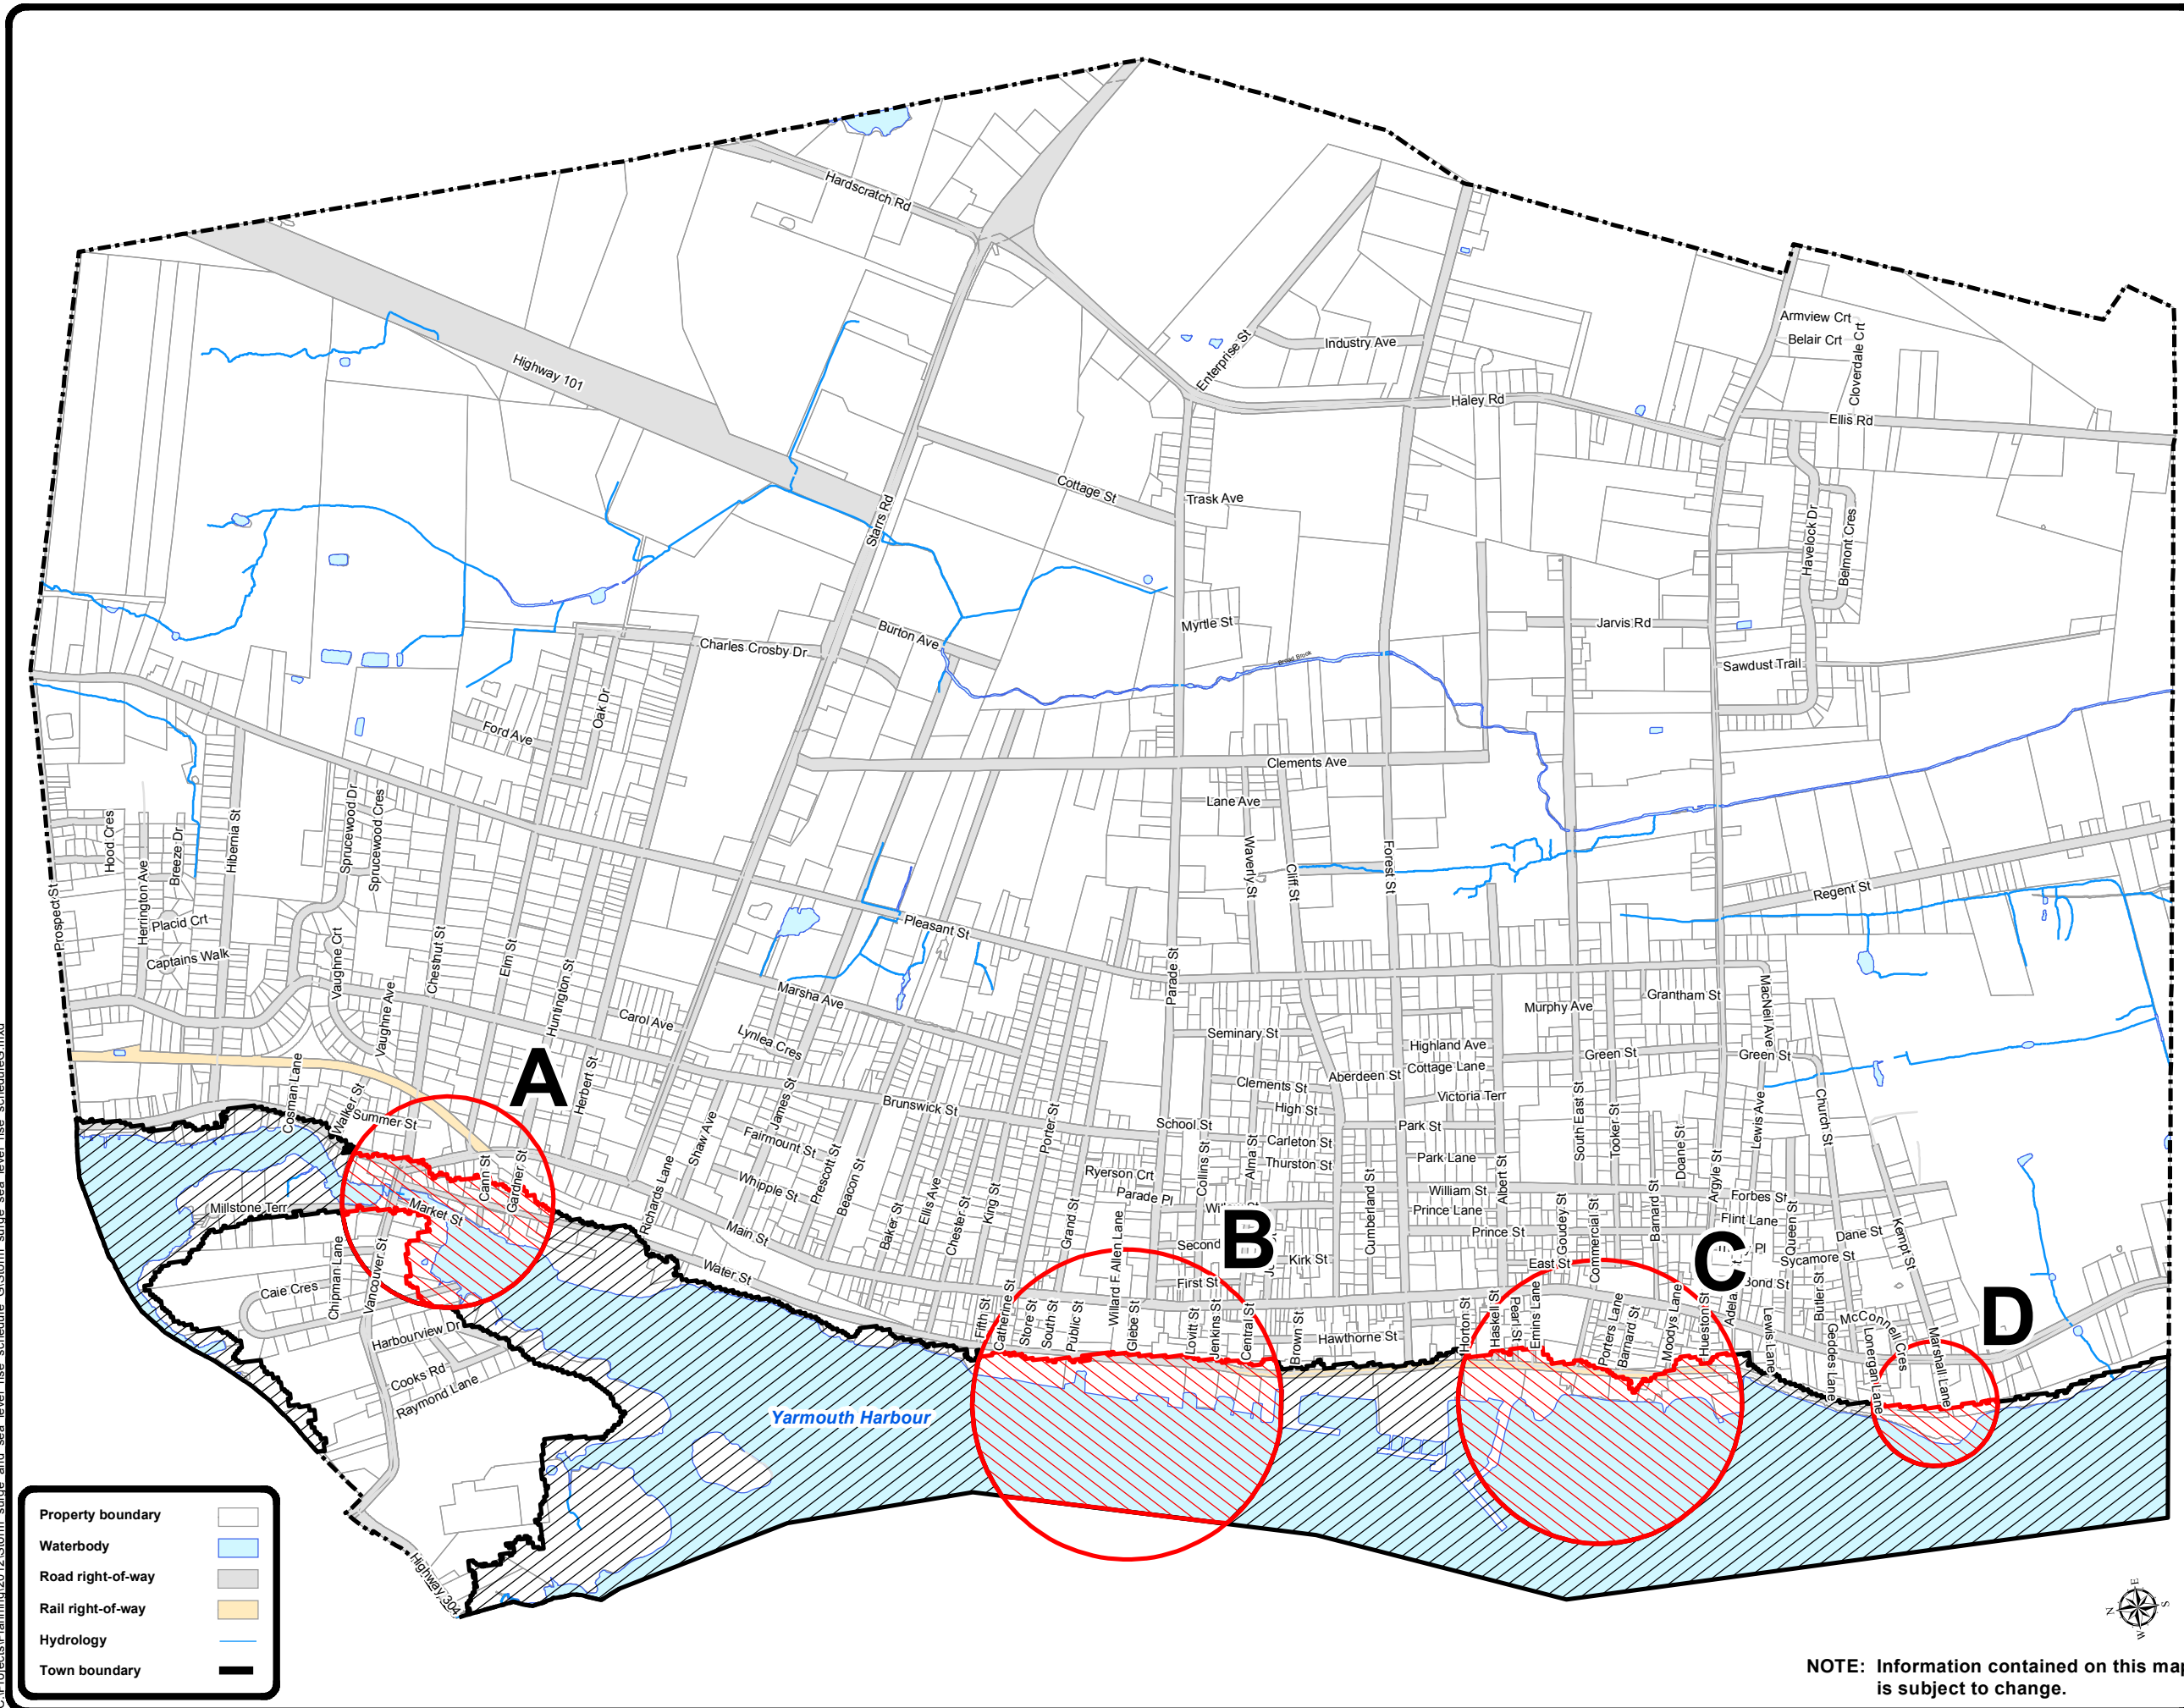 Hardscratch Rd
Highway 101
Armview Crt
Belair Crt
Cloverdale Crt
Industry Ave
Enterprise St
Haley Rd
Ellis Rd
Cottage St
Trask Ave
Starrs Rd
Havelock Dr
Belmont Cres
Myrtle St
Jarvis Rd
Burton Ave
Charles Crosby Dr
Broad Brook
Sawdust Trail
Oak Dr
Ford Ave
Clements Ave
Lane Ave
Hood Cres
Herrington Ave
Breeze Dr
Hibernia St
Sprucewood Dr
Sprucewood Cres
Waverly St
Cliff St
Forest St
Regent St
Prospect St
Placid Crt
Captains Walk
Vaughne Crt
Vaughne Ave
Chestnut St
Elm St
Huntington St
Pleasant St
Parade St
Marsha Ave
Carol Ave
Lynlea Cres
Murphy Ave
Grantham St
MacNeil Ave
Seminary St
Highland Ave
Cottage Lane
Green St
Green St
Aberdeen St
Clements St
Victoria Terr
High St
Cosman Lane
Walker St
Summer St
A
Herbert St
James St
Brunswick St
Shaw Ave
Fairmount St
Whipple St
Prescott St
Beacon St
Porter St
School St
Carleton St
Park St
Thurston St
Park Lane
Collins St
Alma St
South East St
Tooker St
Doane St
Argyle St
Lewis Ave
Church St
Ryerson Crt
Parade Pl
William St
Albert St
Prince Lane
Prince St
Forbes St
Flint Lane
Pl
Queen St
Dane St
Sycamore St
Kempt St
Cann St
Gardner St
Market St
Millstone Terr
Richards Lane
Baker St
Ellis Ave
Chester St
King St
Grand St
Willard F Allen Lane
Second
B
Kirk St
Cumberland St
East St
Goudey St
Commercial St
Barnard St
C
Main St
Water St
First St
Bond St
Butler St
McConnell Cres
Caie Cres
Chipman Lane
Vancouver St
Harbourview Dr
Cooks Rd
Raymond Lane
Fifth St
Catherine St
Store St
South St
Public St
Glebe St
Lovitt St
Jenkins St
Central St
Brown St
Hawthorne St
Horton St
Haskell St
Pearl St
Emins Lane
Porters Lane
Barnard St
Moodys Lane
Hueston St
Lewis Lane
Geddes Lane
Lonergan Lane
Marshall Lane
D
Yarmouth Harbour
Highway 304
Property boundary
Waterbody
Road right-of-way
Rail right-of-way
Hydrology
Town boundary
N
E
S
W
NOTE: Information contained on this map
is subject to change.